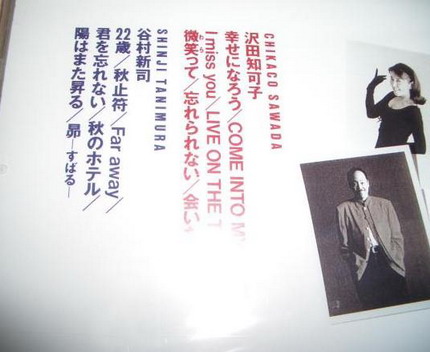 CHIKACO SAWADA
沢田知可子
幸せになろう/COME INTO M
I miss you/LIVE ON THE T
微笑って/忘れられない/会い
わら
SHINJI TANIMURA
谷村新司
22歳/秋止符/Far away/
君を忘れない/秋のホテル/
陽はまた昇る/昴―すばる―